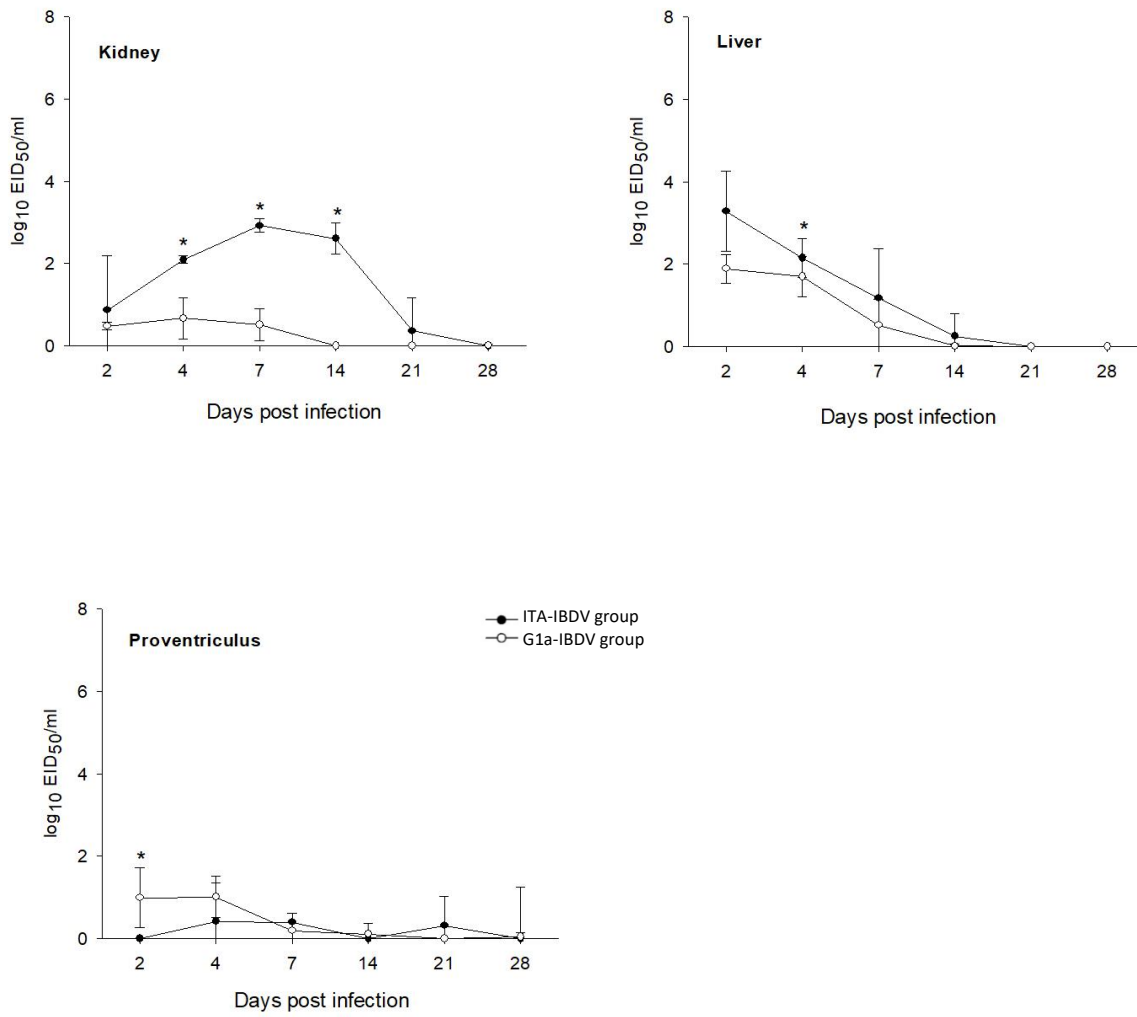 8
Kidney
6
4
2
0
log10 EID50/ml
* * *
2 4 7 14 21 28
Days post infection
8
Liver
6
4
2
0
log10 EID50/ml
*
2 4 7 14 21 28
Days post infection
8
Proventriculus
6
4
2
0
log10 EID50/ml
*
2 4 7 14 21 28
Days post infection
ITA-IBDV group
G1a-IBDV group